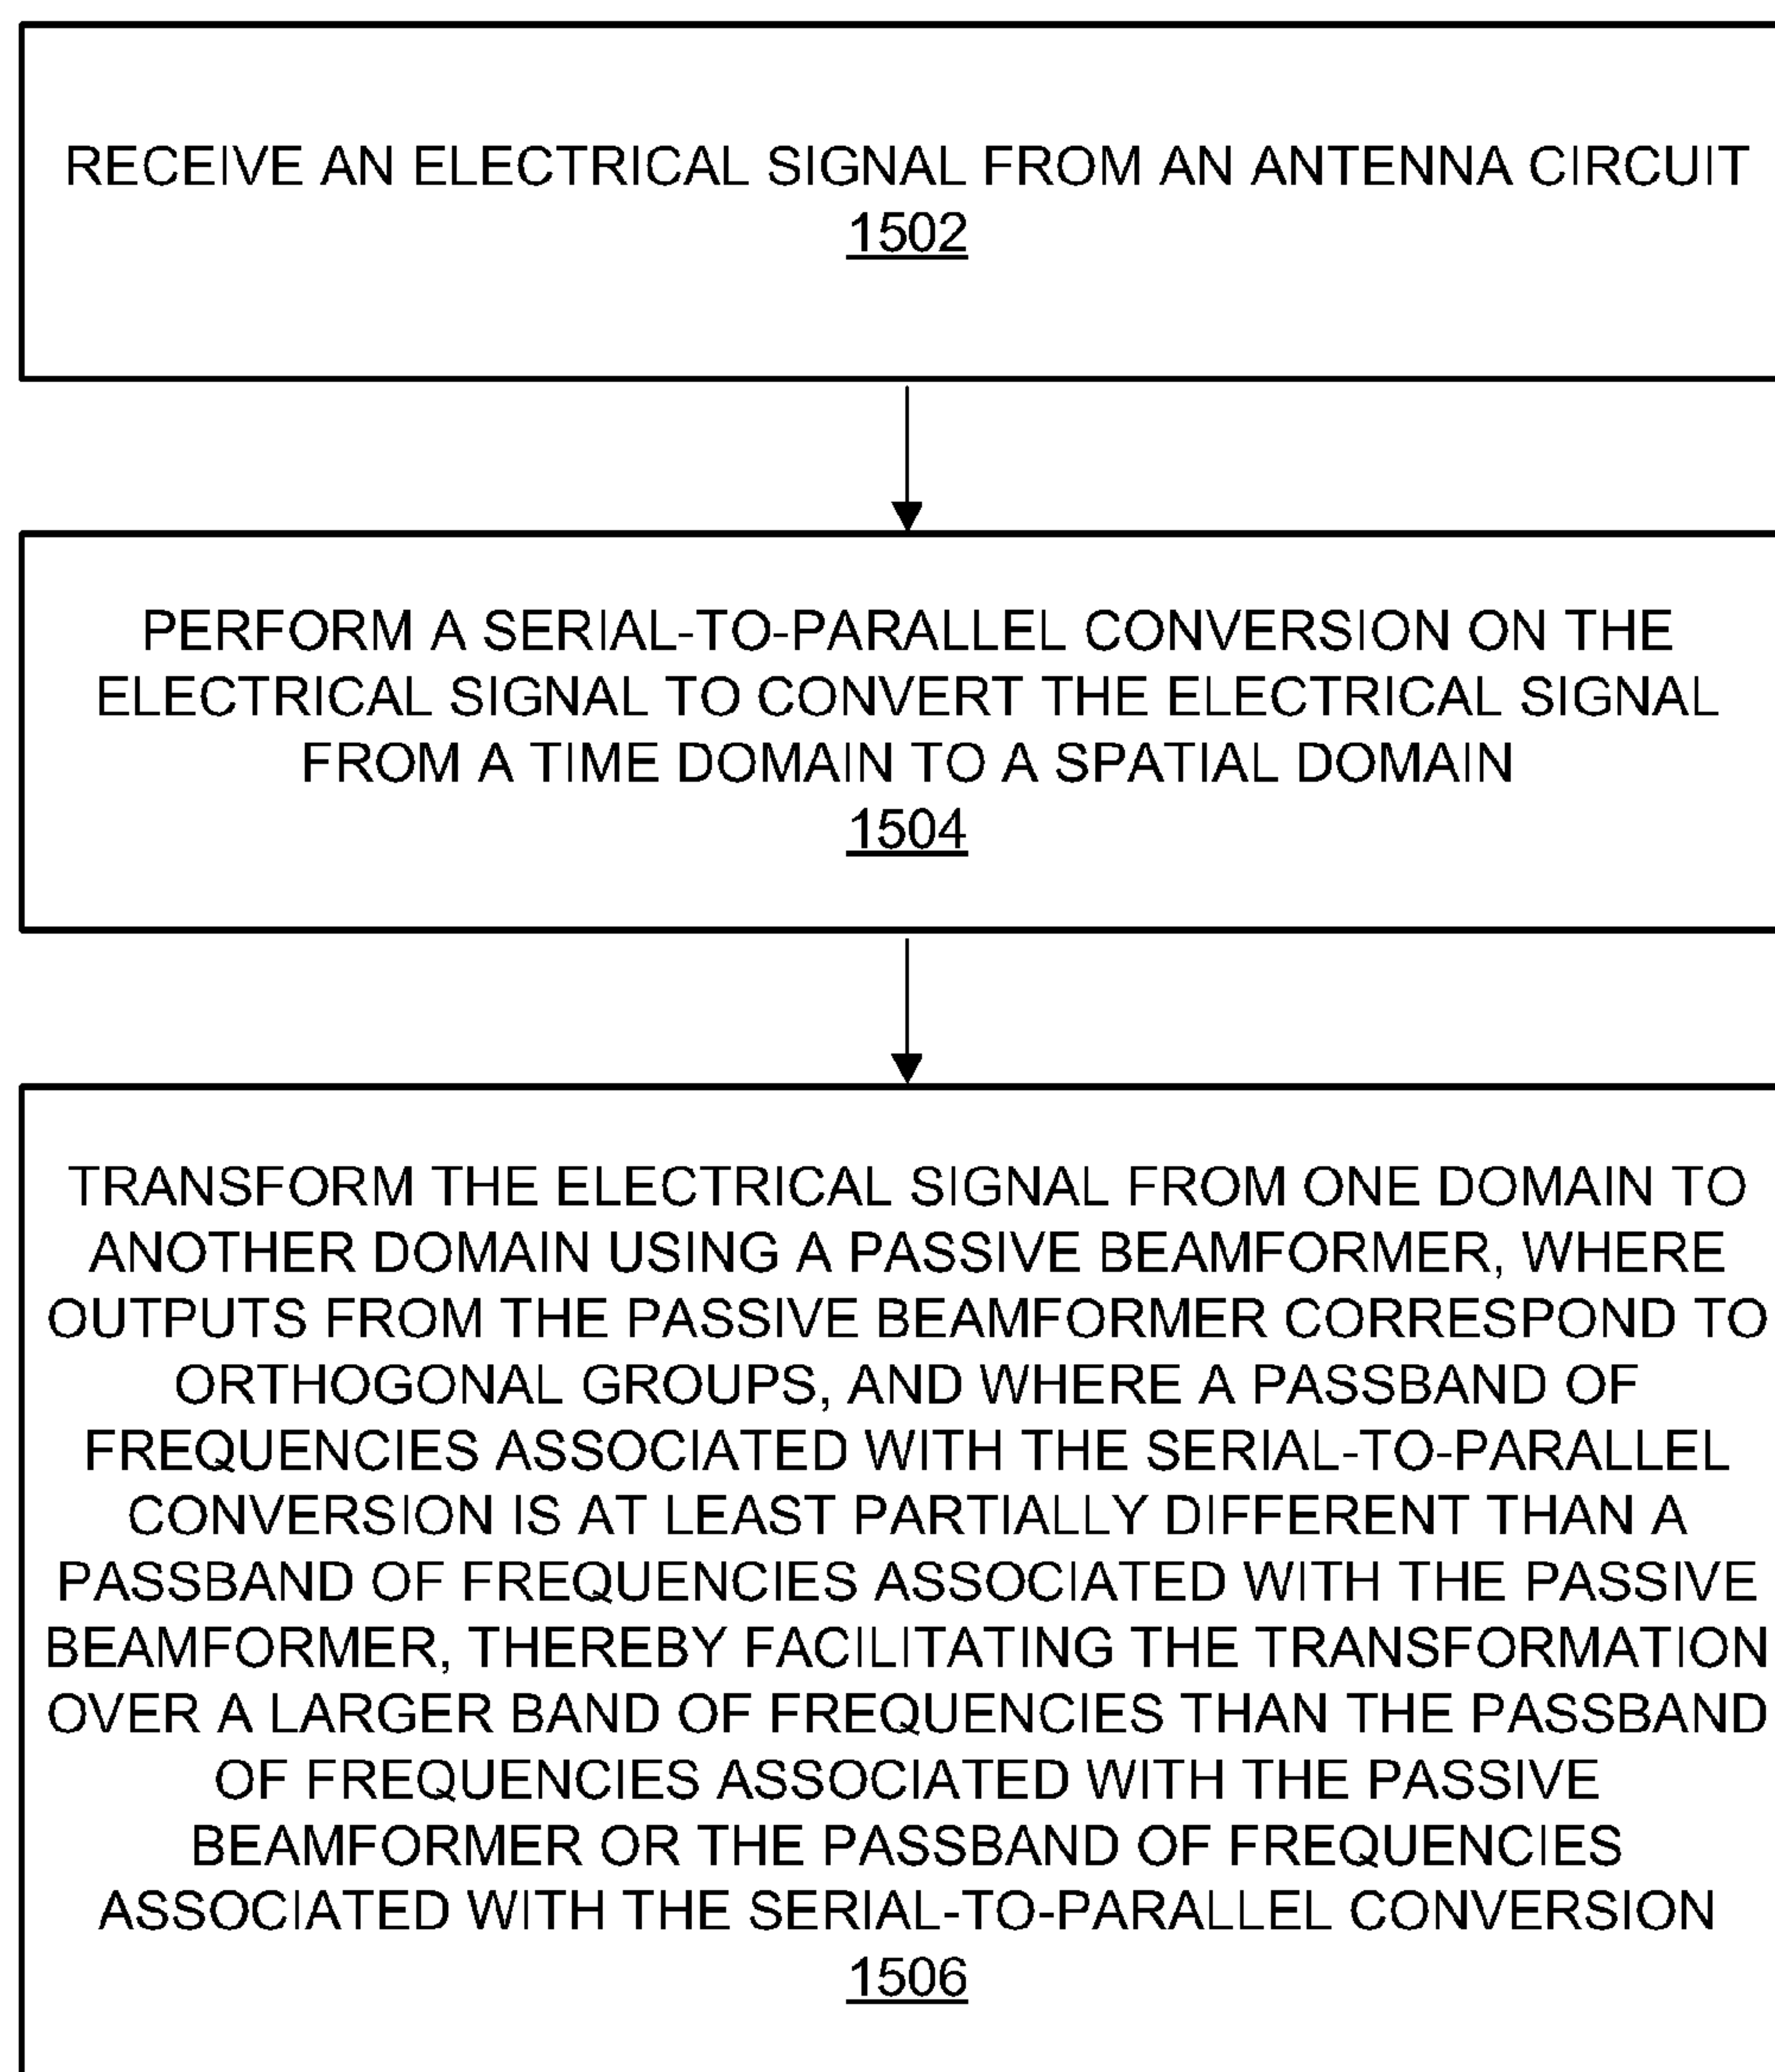 RECEIVE AN ELECTRICAL SIGNAL FROM AN ANTENNA CIRCUIT
1502
PERFORM A SERIAL-TO-PARALLEL CONVERSION ON THE
ELECTRICAL SIGNAL TO CONVERT THE ELECTRICAL SIGNAL
FROM A TIME DOMAIN TO A SPATIAL DOMAIN
1504
TRANSFORM THE ELECTRICAL SIGNAL FROM ONE DOMAIN TO
ANOTHER DOMAIN USING A PASSIVE BEAMFORMER, WHERE
OUTPUTS FROM THE PASSIVE BEAMFORMER CORRESPOND TO
ORTHOGONAL GROUPS, AND WHERE A PASSBAND OF
FREQUENCIES ASSOCIATED WITH THE SERIAL-TO-PARALLEL
CONVERSION IS AT LEAST PARTIALLY DIFFERENT THAN A
PASSBAND OF FREQUENCIES ASSOCIATED WITH THE PASSIVE
BEAMFORMER, THEREBY FACILITATING THE TRANSFORMATION
OVER A LARGER BAND OF FREQUENCIES THAN THE PASSBAND
OF FREQUENCIES ASSOCIATED WITH THE PASSIVE
BEAMFORMER OR THE PASSBAND OF FREQUENCIES
ASSOCIATED WITH THE SERIAL-TO-PARALLEL CONVERSION
1506